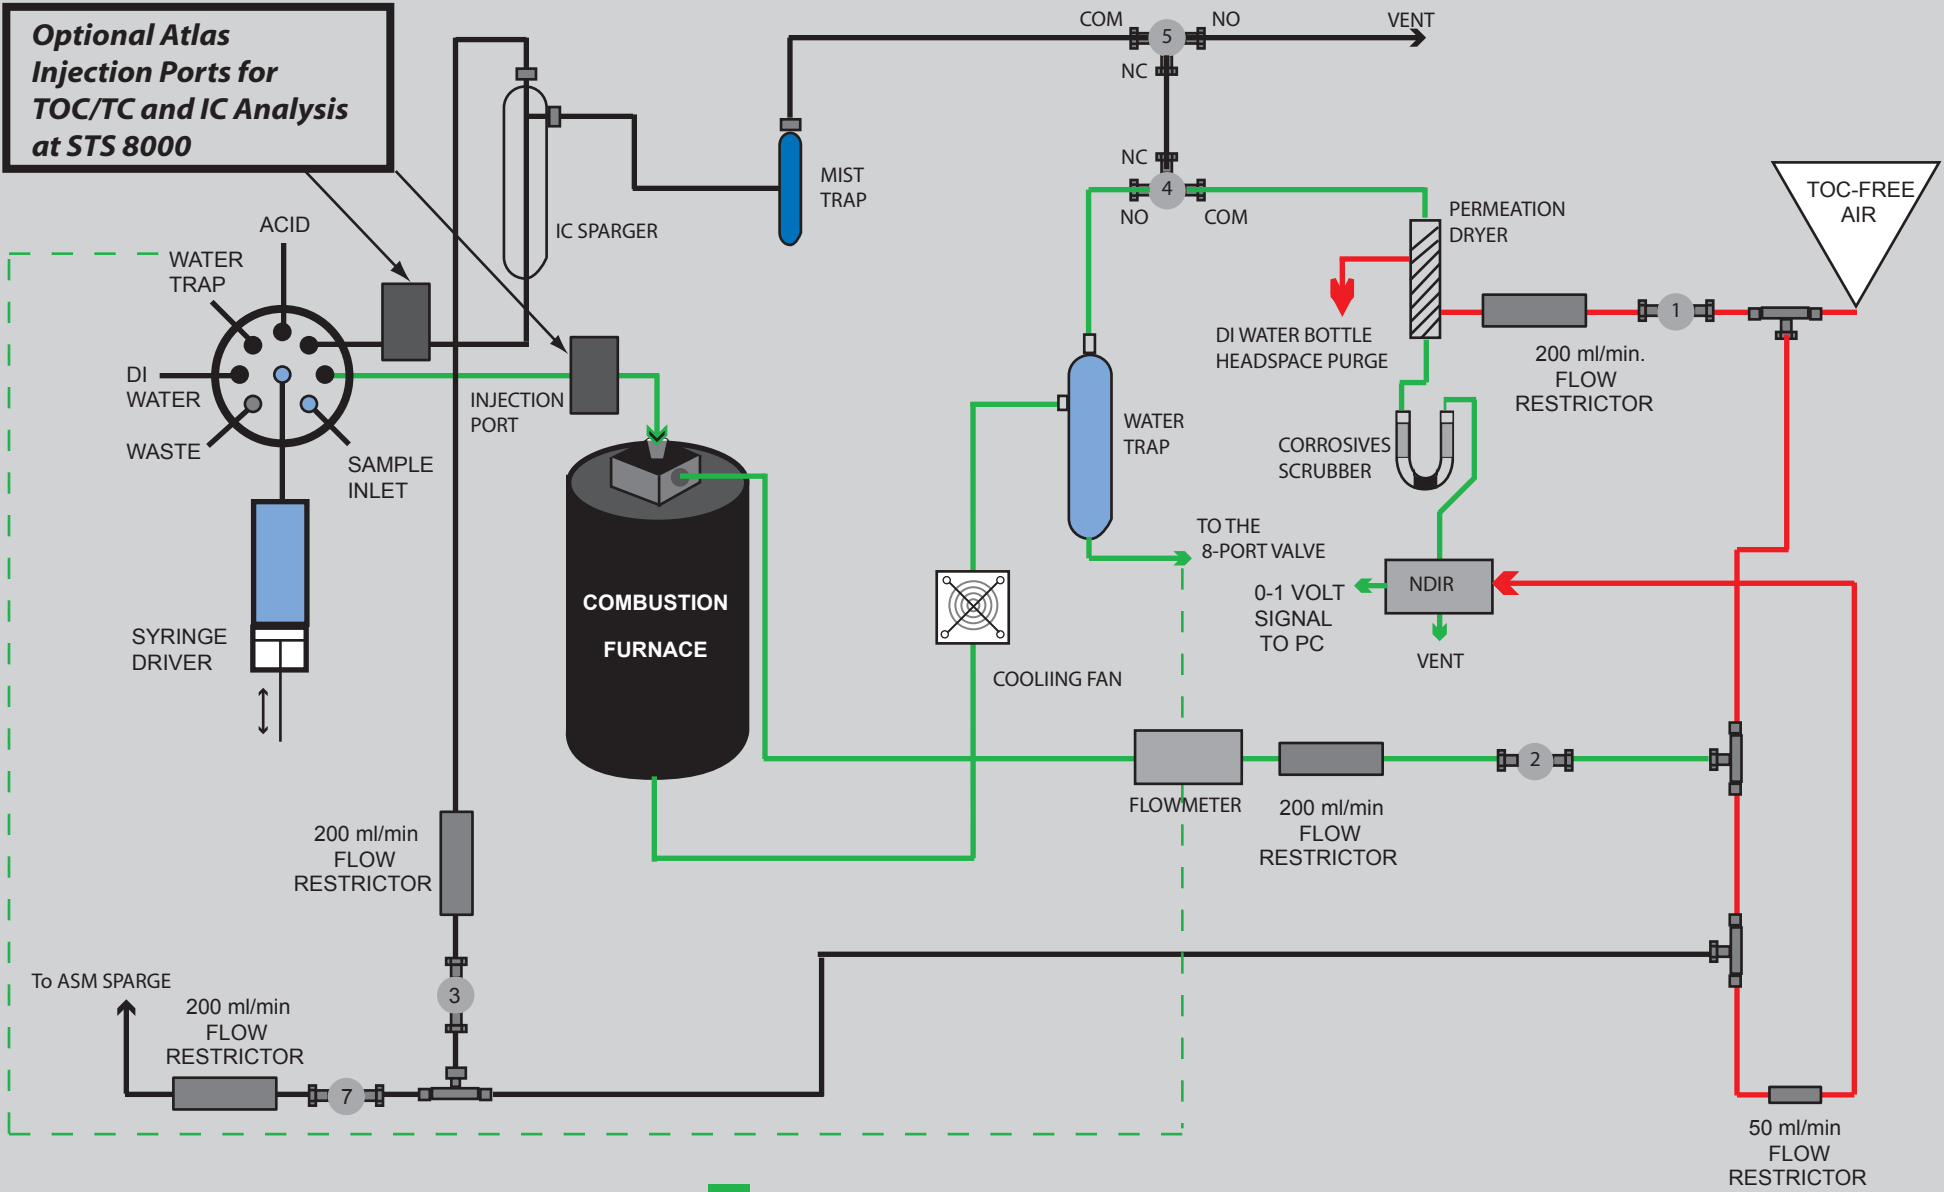 Optional Atlas
Injection Ports for
TOC/TC and IC Analysis
at STS 8000
COM
5
NO
VENT
NC
NC
4
NO
COM
MIST
TRAP
IC SPARGER
PERMEATION
DRYER
TOC-FREE
AIR
ACID
WATER
TRAP
DI
WATER
WASTE
SAMPLE
INLET
INJECTION
PORT
DI WATER BOTTLE
HEADSPACE PURGE
1
200 ml/min.
FLOW
RESTRICTOR
WATER
TRAP
CORROSIVES
SCRUBBER
TO THE
8-PORT VALVE
NDIR
0-1 VOLT
SIGNAL
TO PC
VENT
COMBUSTION
FURNACE
SYRINGE
DRIVER
COOLIING FAN
2
FLOWMETER
200 ml/min
FLOW
RESTRICTOR
200 ml/min
FLOW
RESTRICTOR
3
To ASM SPARGE
200 ml/min
FLOW
RESTRICTOR
7
50 ml/min
FLOW
RESTRICTOR